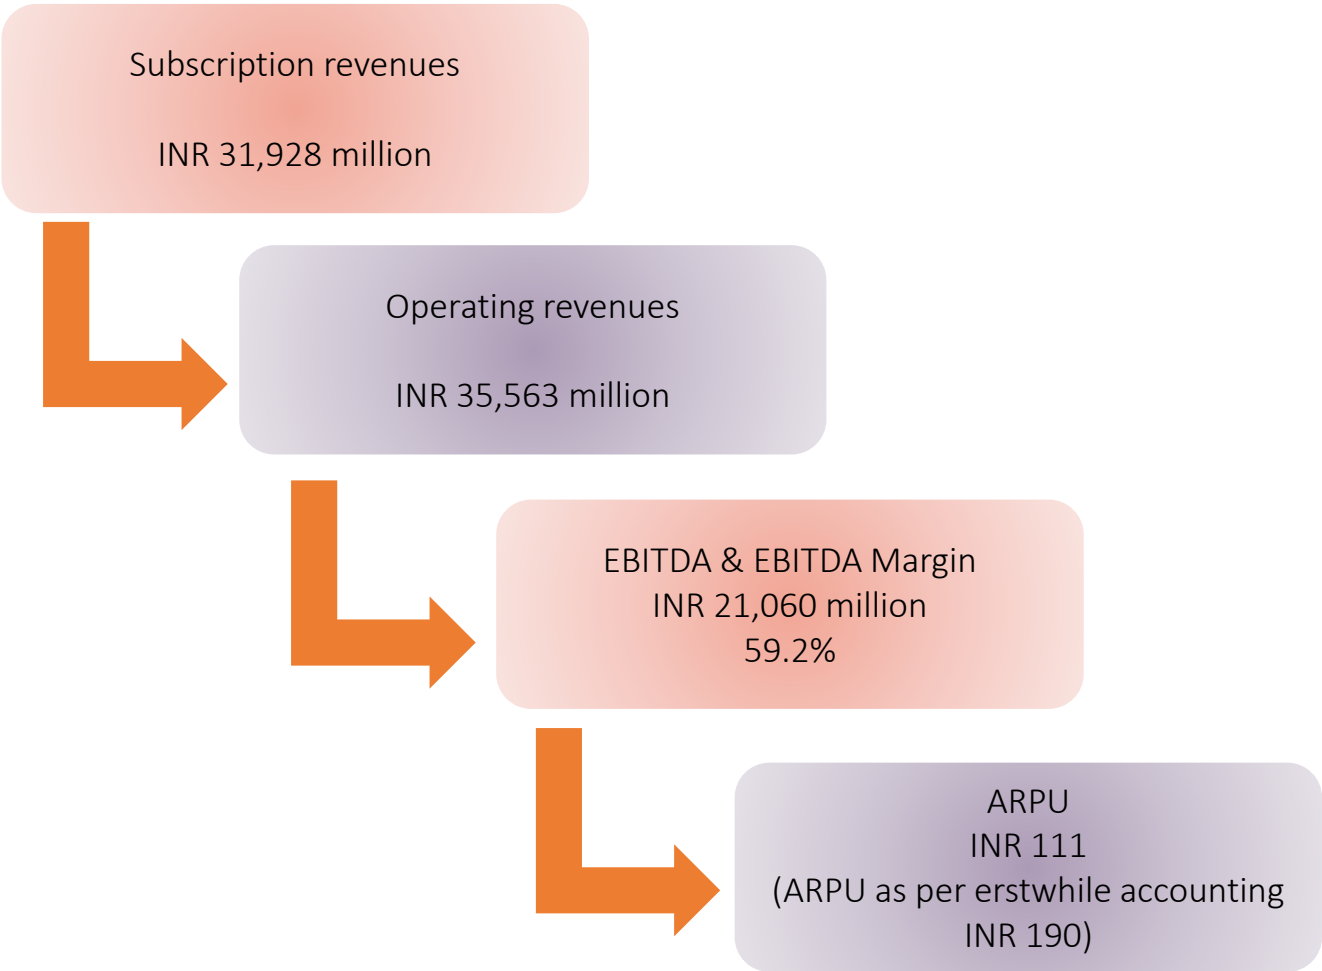 Subscription revenues
INR 31,928 million
Operating revenues
INR 35,563 million
EBITDA & EBITDA Margin
INR 21,060 million
59.2%
ARPU
INR 111
(ARPU as per erstwhile accounting
INR 190)